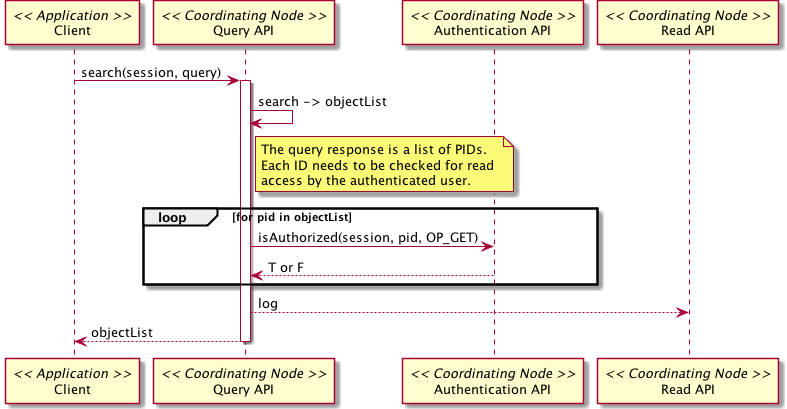 << Application >>
Client
<< Coordinating Node >>
Query API
<< Coordinating Node >>
Authentication API
<< Coordinating Node >>
Read API
search(session, query)
search -> objectList
The query response is a list of PIDs.
Each ID needs to be checked for read
access by the authenticated user.
loop [for pid in objectList]
isAuthorized(session, pid, OP_GET)
T or F
log
objectList
<< Application >>
Client
<< Coordinating Node >>
Query API
<< Coordinating Node >>
Authentication API
<< Coordinating Node >>
Read API